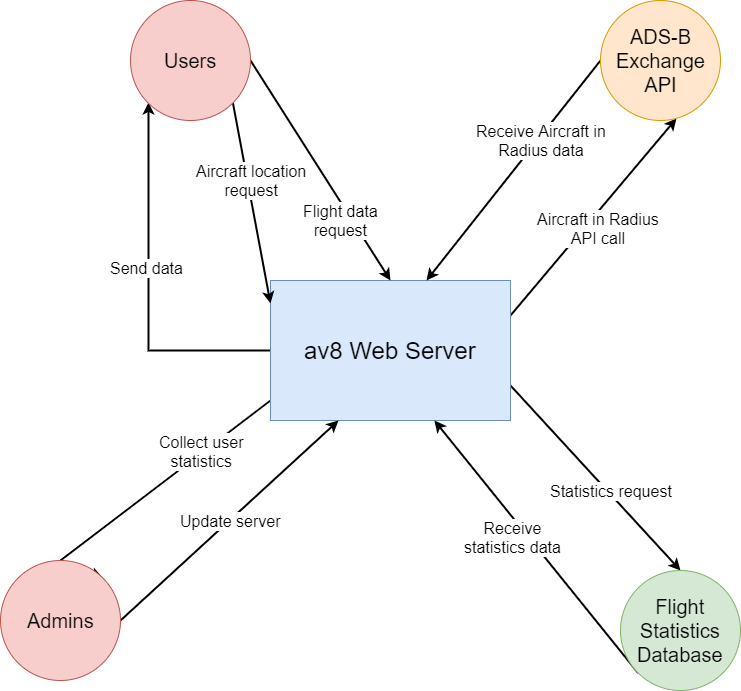 Users
ADS-B
Exchange
API
Receive Aircraft in
Radius data
Aircraft location
request
Flight data
request
Aircraft in Radius
API call
Send data
av8 Web Server
Collect user
statistics
Statistics request
Update server
Receive
statistics data
Admins
Flight
Statistics
Database